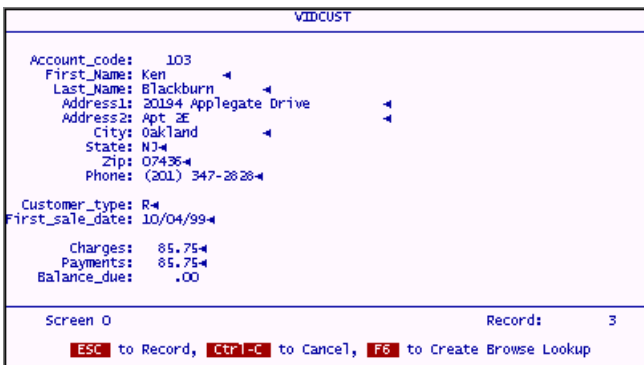 VIDCUST
Account_code: 103
First_Name: Ken
Last_Name: Blackburn
Address1: 20194 Applegate Drive
Address2: Apt 2E
City: Oakland
State: NJ
Zip: 07436
Phone: (201) 347-2828
Customer_type: R
First_sale_date: 10/04/99
Charges: 85.75
Payments: 85.75
Balance_due: .00
Screen 0 Record: 3
ESC to Record, Ctrl-C to Cancel, F6 to Create Browse Lookup